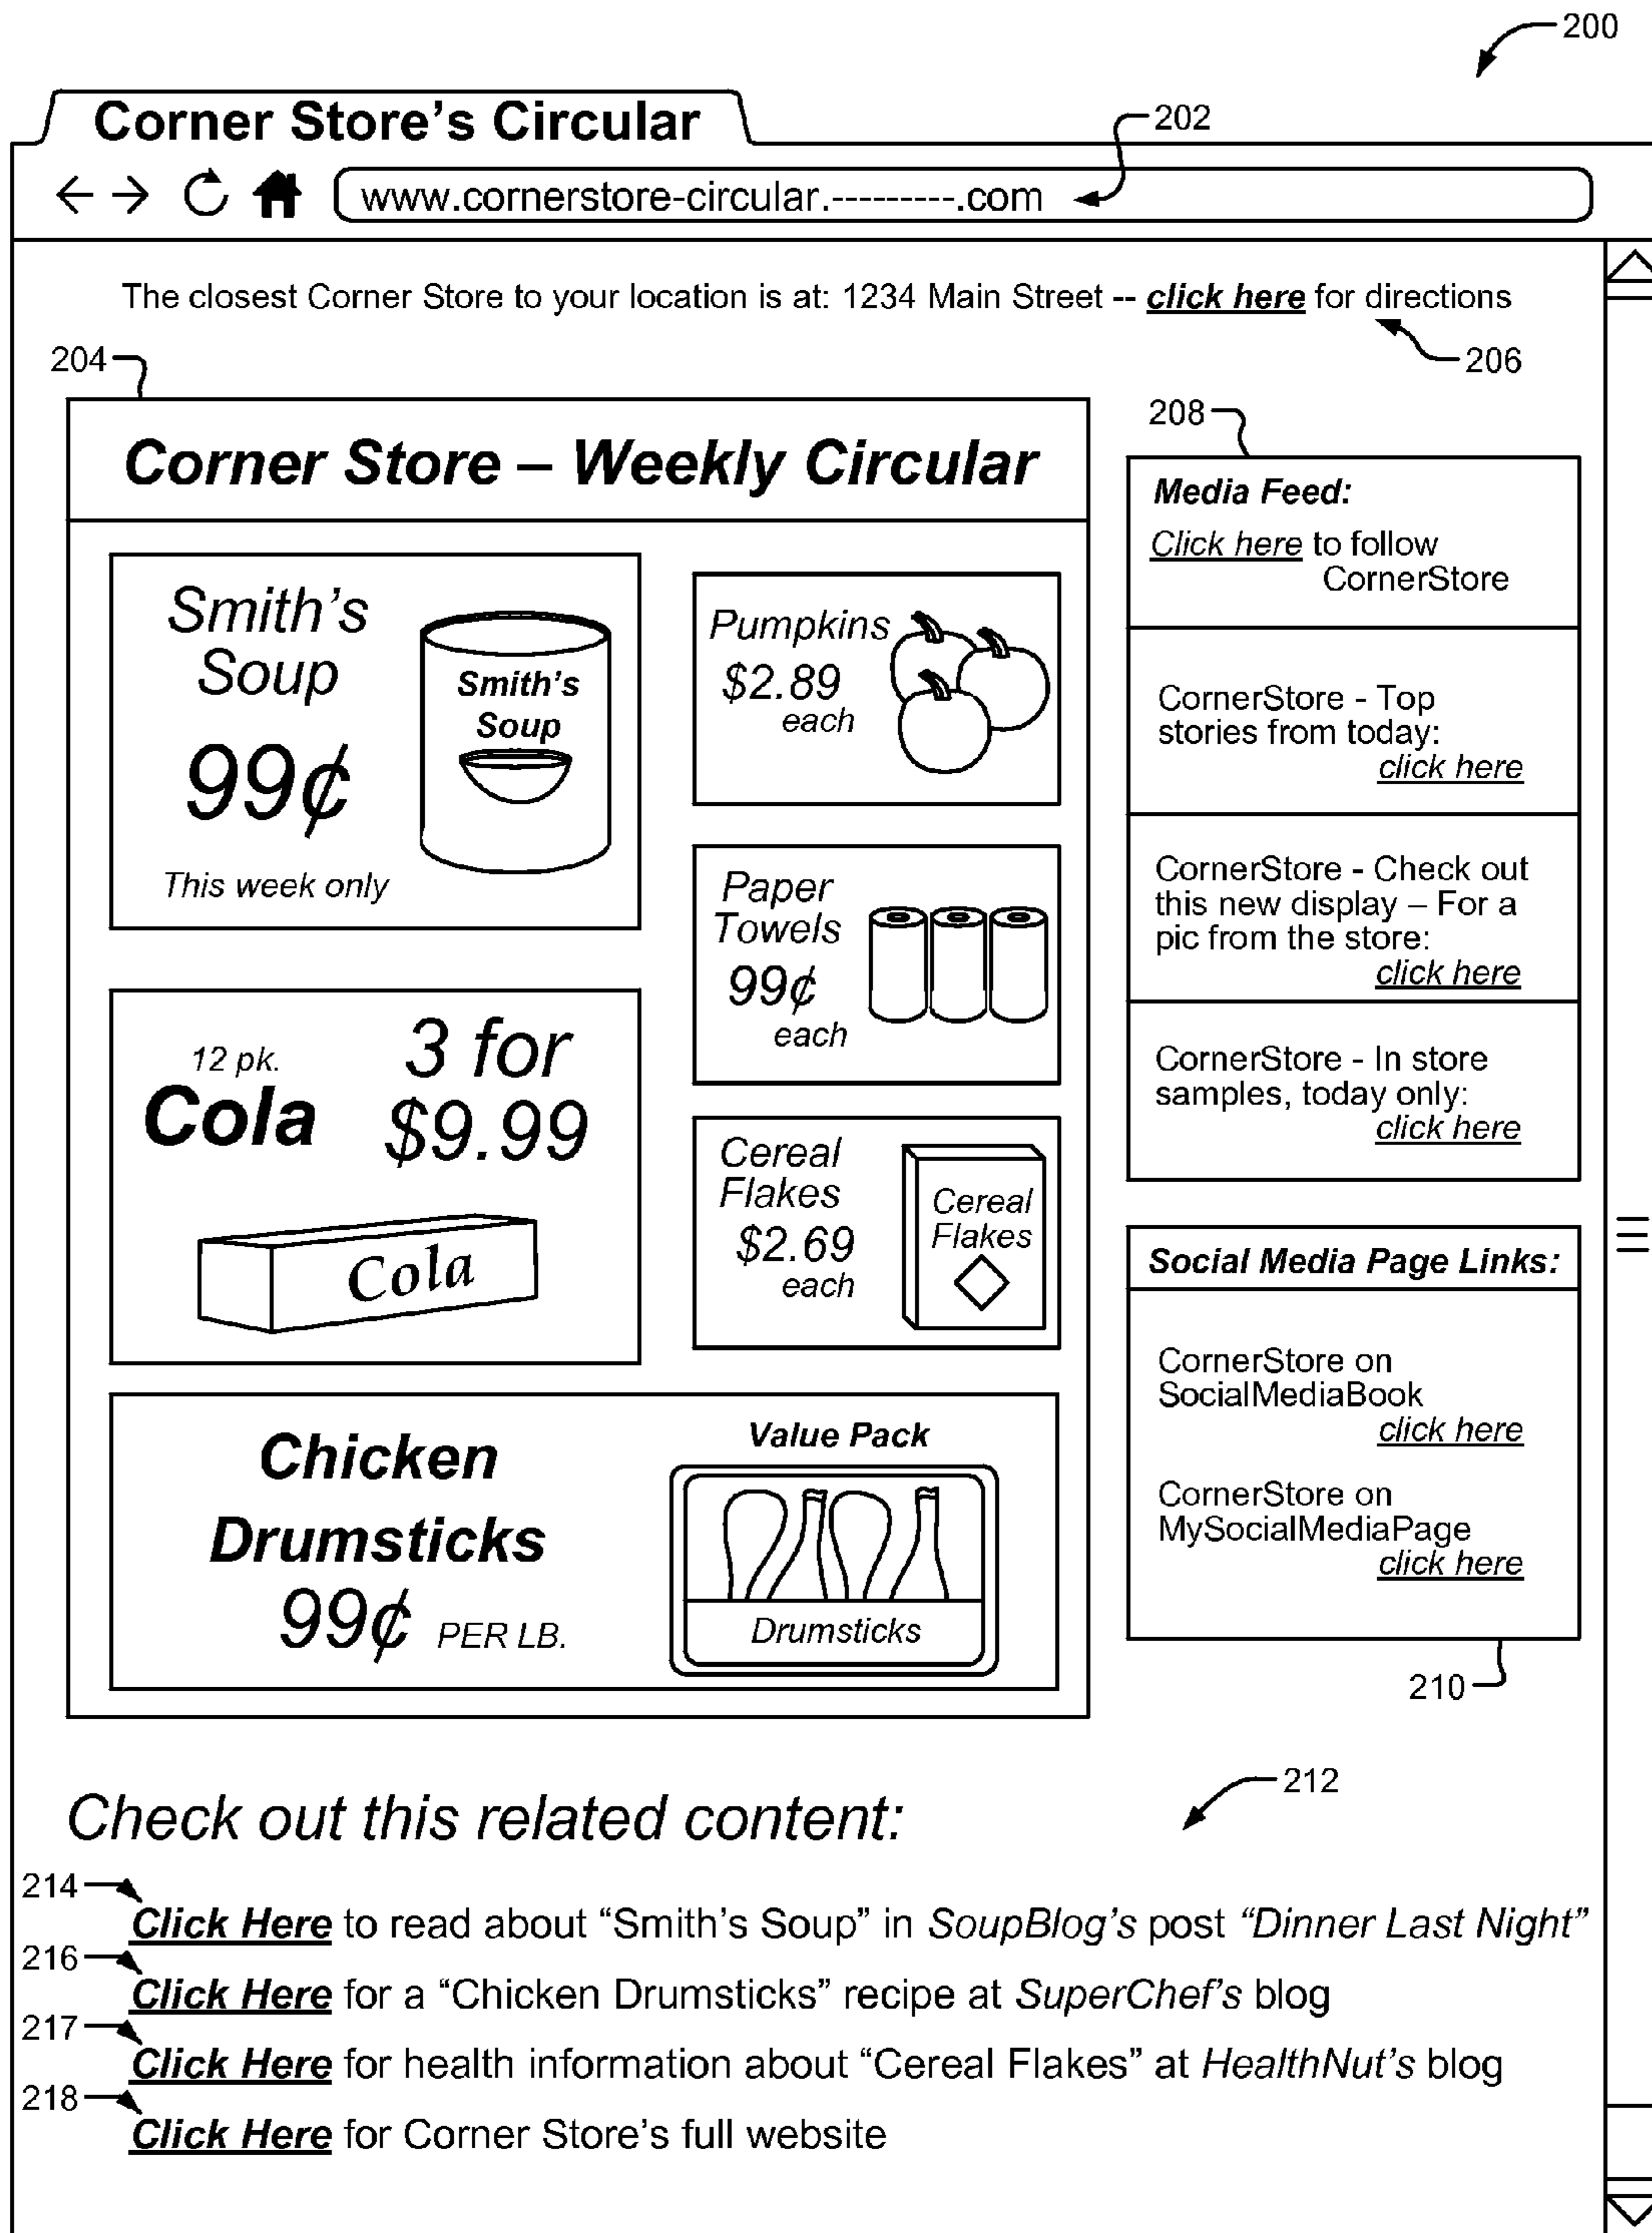 200
Corner Store's Circular
202
www.cornerstore-circular.---------.com
The closest Corner Store to your location is at: 1234 Main Street -- click here for directions
206
204
Corner Store – Weekly Circular
Smith's
Soup
99¢
This week only
Smith's
Soup
Pumpkins
$2.89
each
Paper
Towels
99¢
each
12 pk.
Cola
3 for
$9.99
Cola
Cereal
Flakes
$2.69
each
Cereal
Flakes
Chicken
Drumsticks
99¢ PER LB.
Value Pack
Drumsticks
208
Media Feed:
Click here to follow
CornerStore
CornerStore - Top
stories from today:
click here
CornerStore - Check out
this new display – For a
pic from the store:
click here
CornerStore - In store
samples, today only:
click here
Social Media Page Links:
CornerStore on
SocialMediaBook
click here
CornerStore on
MySocialMediaPage
click here
210
212
Check out this related content:
214
Click Here to read about “Smith's Soup” in SoupBlog's post “Dinner Last Night”
216
Click Here for a “Chicken Drumsticks” recipe at SuperChef's blog
217
Click Here for health information about “Cereal Flakes” at HealthNut's blog
218
Click Here for Corner Store's full website